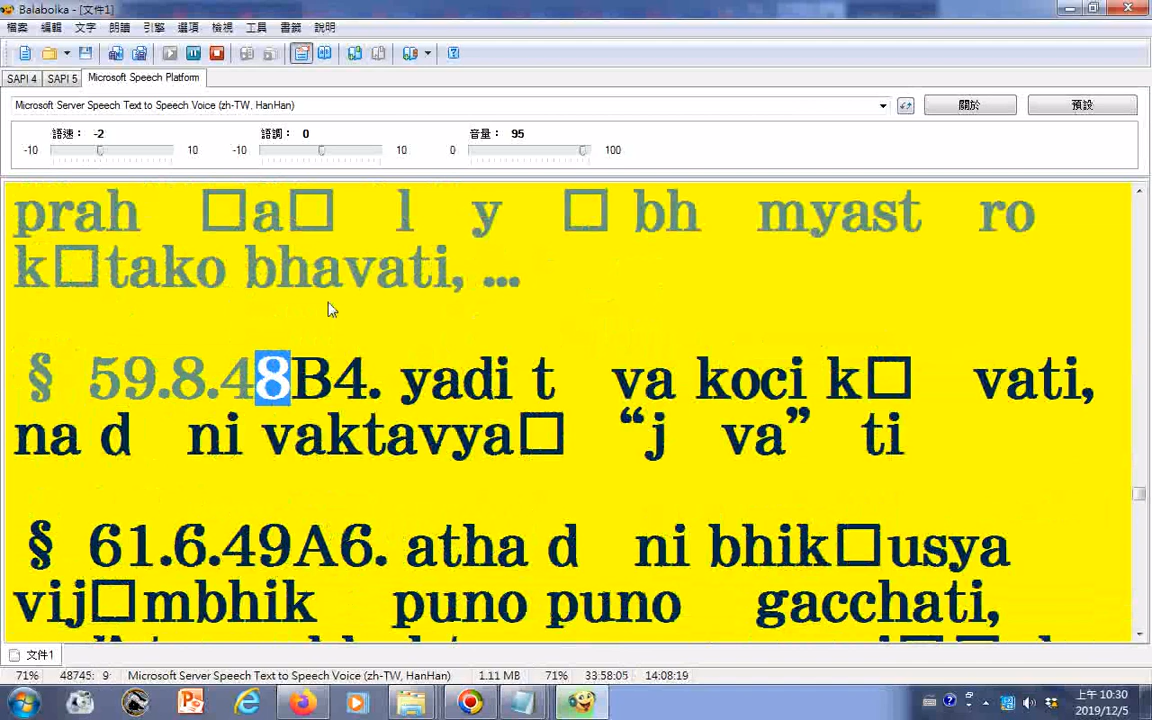 Balabolka - [文件1]
檔案 編輯 文字 朗讀 引擎 選項 檢視 工具 書籤 說明
SAPI 4 SAPI 5 Microsoft Speech Platform
Microsoft Server Speech Text to Speech Voice (zh-TW, HanHan) 關於 預設
語速： -2 語調： 0 音量： 95
-10 10 -10 10 0 100
prah □a□ l y □ bh myast ro
k□tako bhavati, ...
§ 59.8.48B4. yadi t va koci k□ vati,
na d ni vaktavya□ “j va” ti
§ 61.6.49A6. atha d ni bhik□usya
vij□mbhik puno puno gacchati,
文件1
71% 48745: 9 Microsoft Server Speech Text to Speech Voice (zh-TW, HanHan) 1.11 MB 71% 33:58:05 14:08:19
上午 10:30
2019/12/5